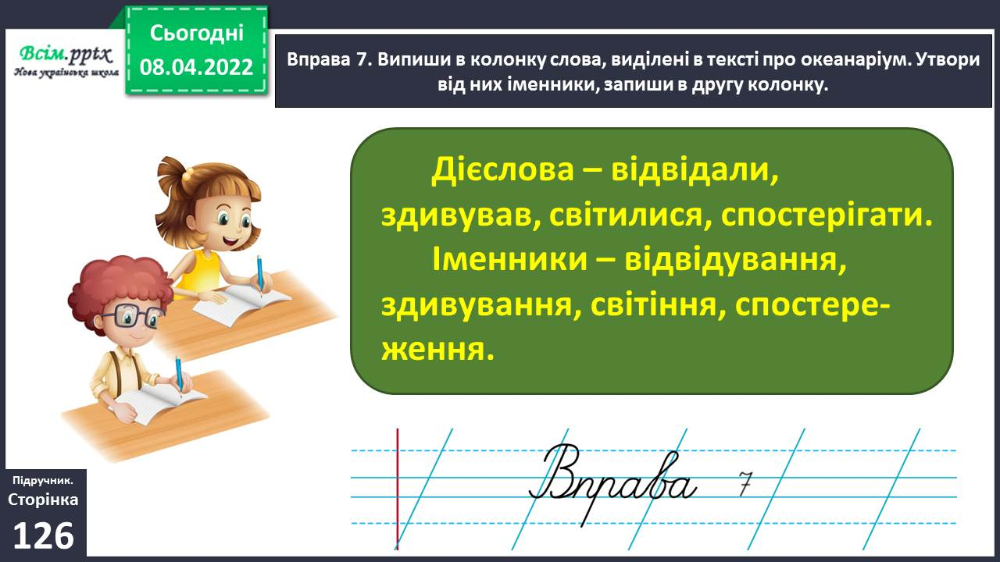 Всім.pptx
Нова українська школа
Сьогодні
08.04.2022
Вправа 7. Випиши в колонку слова, виділені в тексті про океанаріум. Утвори
від них іменники, запиши в другу колонку.
Дієслова – відвідали,
здивував, світилися, спостерігати.
Іменники – відвідування,
здивування, світіння, спостере-
ження.
Вправа 7
Підручник.
Сторінка
126